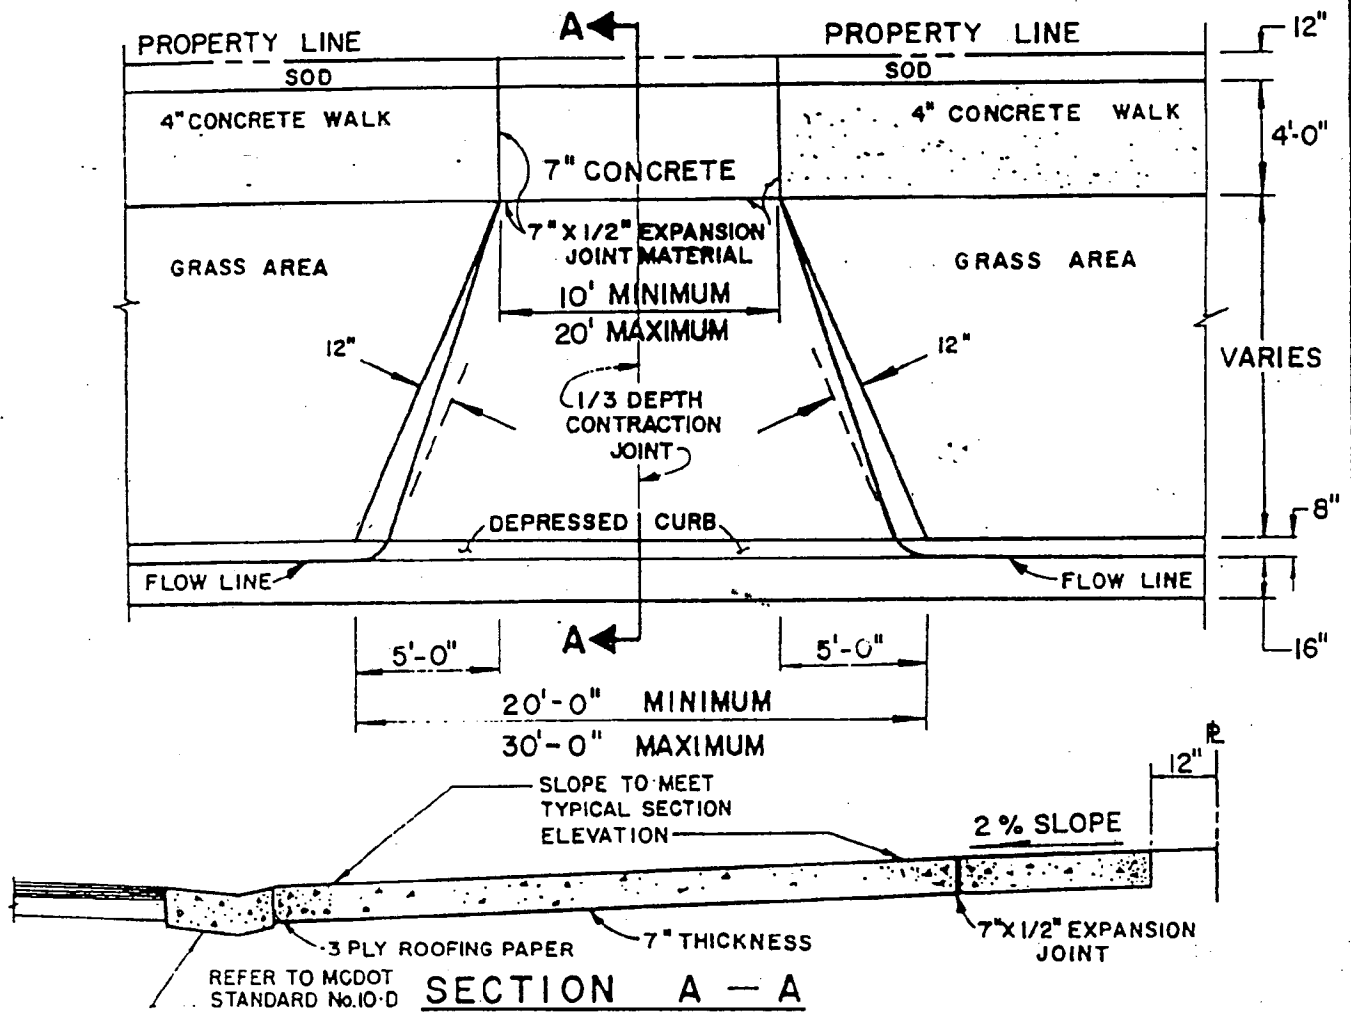 A
12"
PROPERTY LINE
PROPERTY LINE
SOD
SOD
4" CONCRETE WALK
4" CONCRETE WALK
4'-0"
7" CONCRETE
7" X 1/2" EXPANSION
JOINT MATERIAL
GRASS AREA
GRASS AREA
10' MINIMUM
20' MAXIMUM
12"
12"
VARIES
1/3 DEPTH
CONTRACTION
JOINT
8"
DEPRESSED CURB
FLOW LINE
FLOW LINE
A
5'-0"
5'-0"
16"
20'-0" MINIMUM
30'-0" MAXIMUM
PL
12"
SLOPE TO MEET
TYPICAL SECTION
ELEVATION
2% SLOPE
3 PLY ROOFING PAPER
7" THICKNESS
7"X1/2" EXPANSION
JOINT
REFER TO MCDOT
STANDARD No.10-D
SECTION A-A